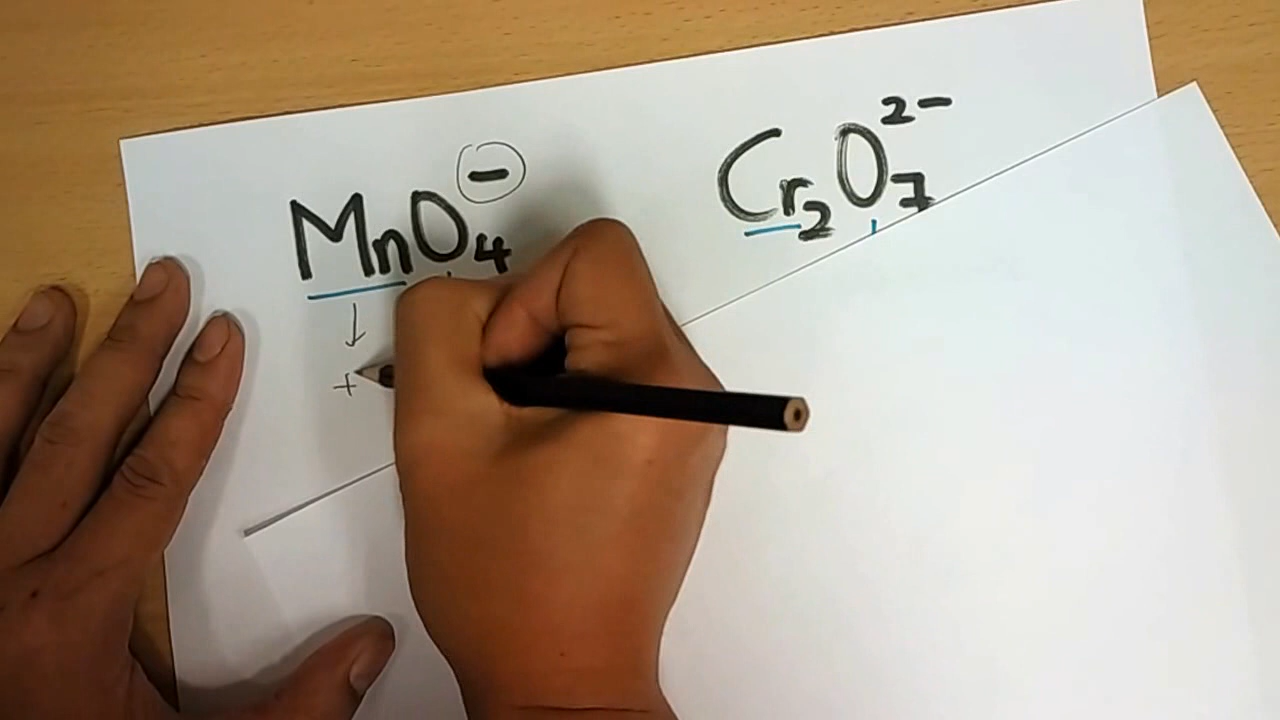 MnO₄⁻
Cr₂O₇²⁻
↓
+